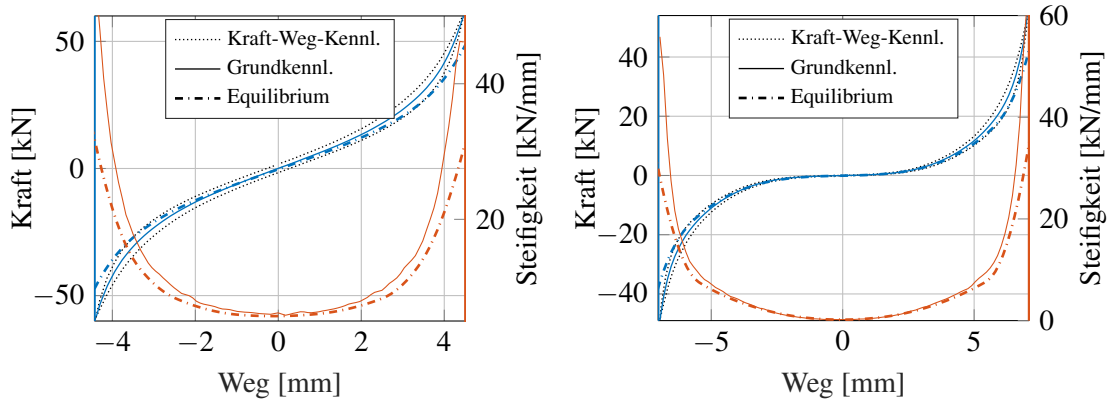 Kraft-Weg-Kennl.
Grundkennl.
Equilibrium
50
0
−50
Kraft [kN]
40
20
Steifigkeit [kN/mm]
−4 −2 0 2 4
Weg [mm]
Kraft-Weg-Kennl.
Grundkennl.
Equilibrium
40
20
0
−20
−40
Kraft [kN]
60
40
20
0
Steifigkeit [kN/mm]
−5 0 5
Weg [mm]